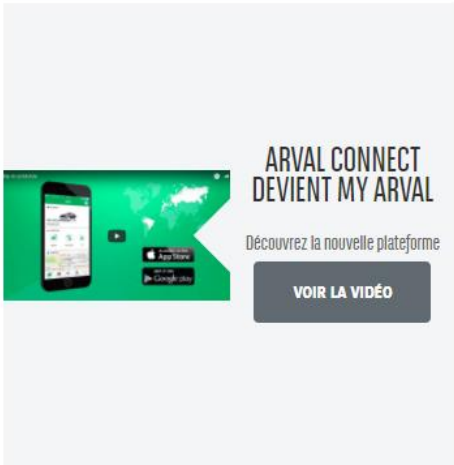 ARVAL CONNECT
DEVIENT MY ARVAL
Découvrez la nouvelle plateforme
VOIR LA VIDÉO
App Store
Google play